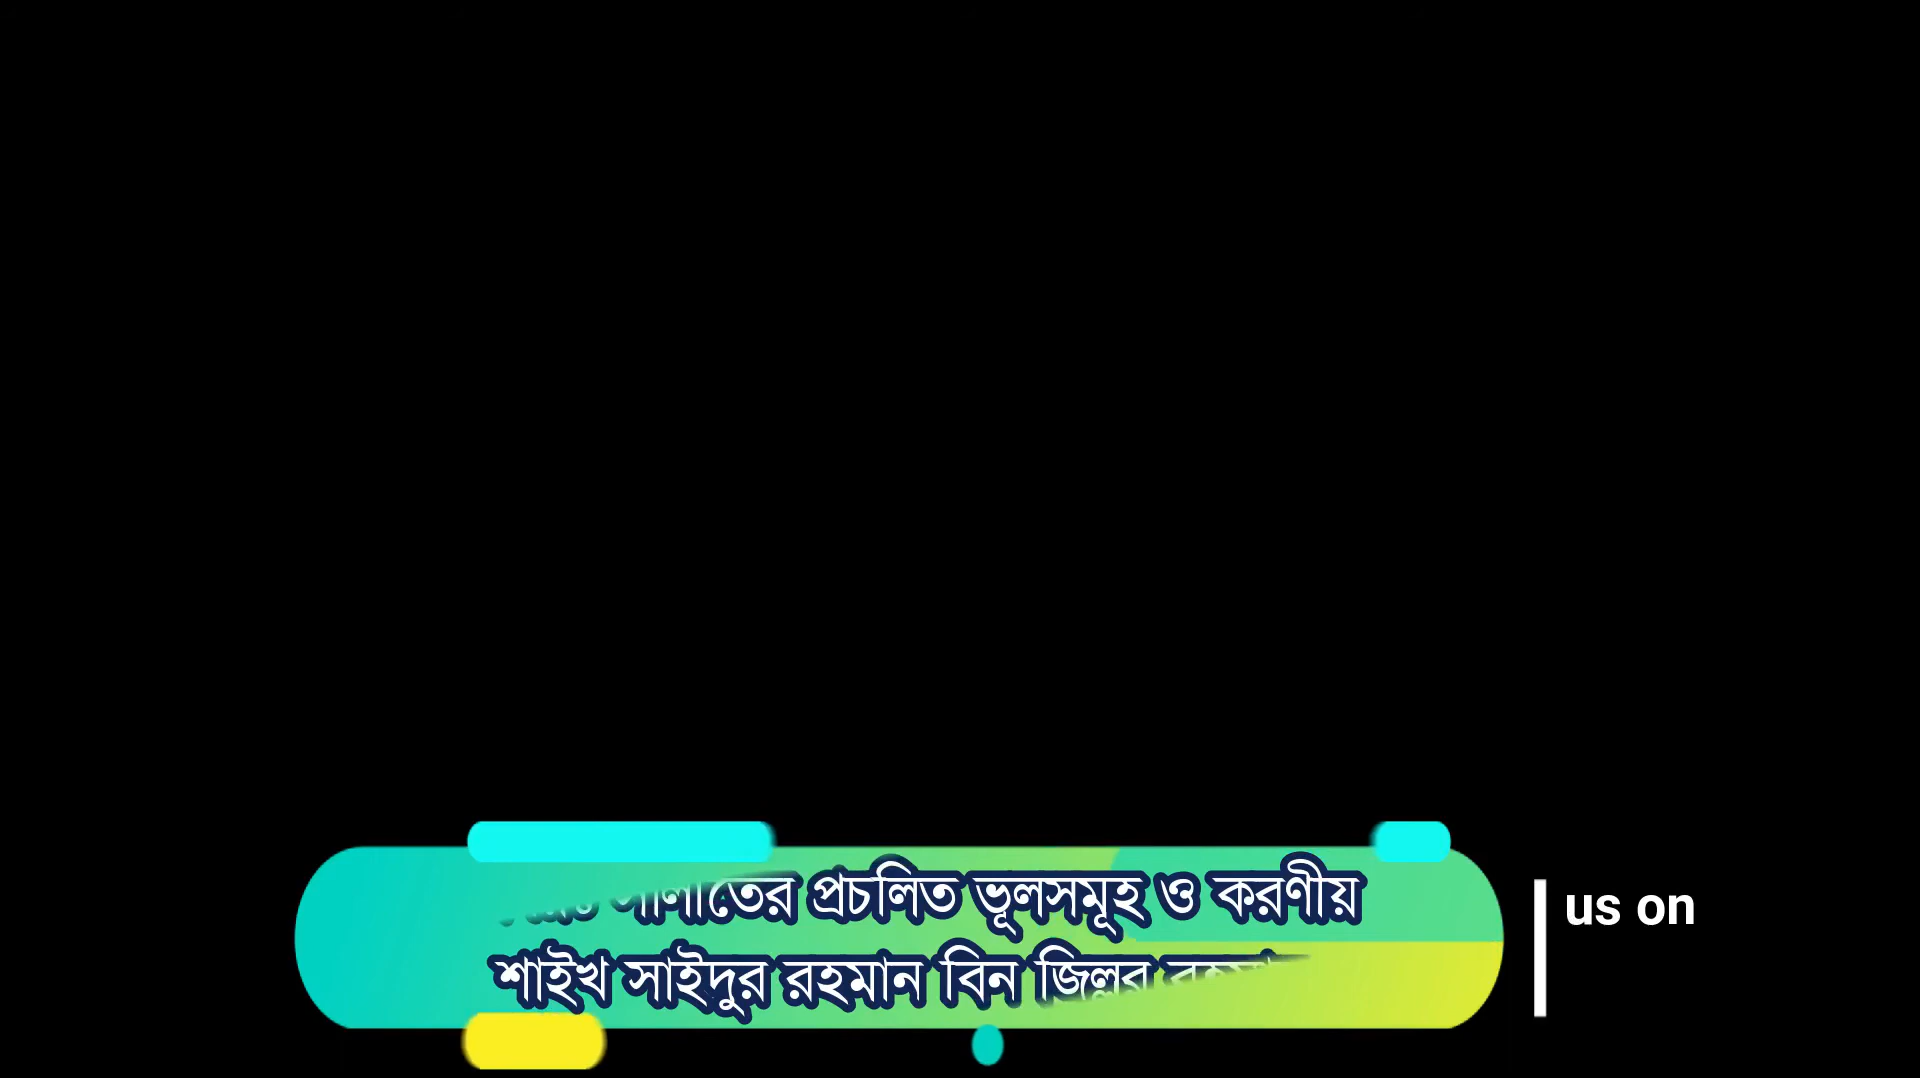 সালাতের প্রচলিত ভূলসমূহ ও করণীয়
শাইখ সাইদুর রহমান বিন জিল্লুর
us on